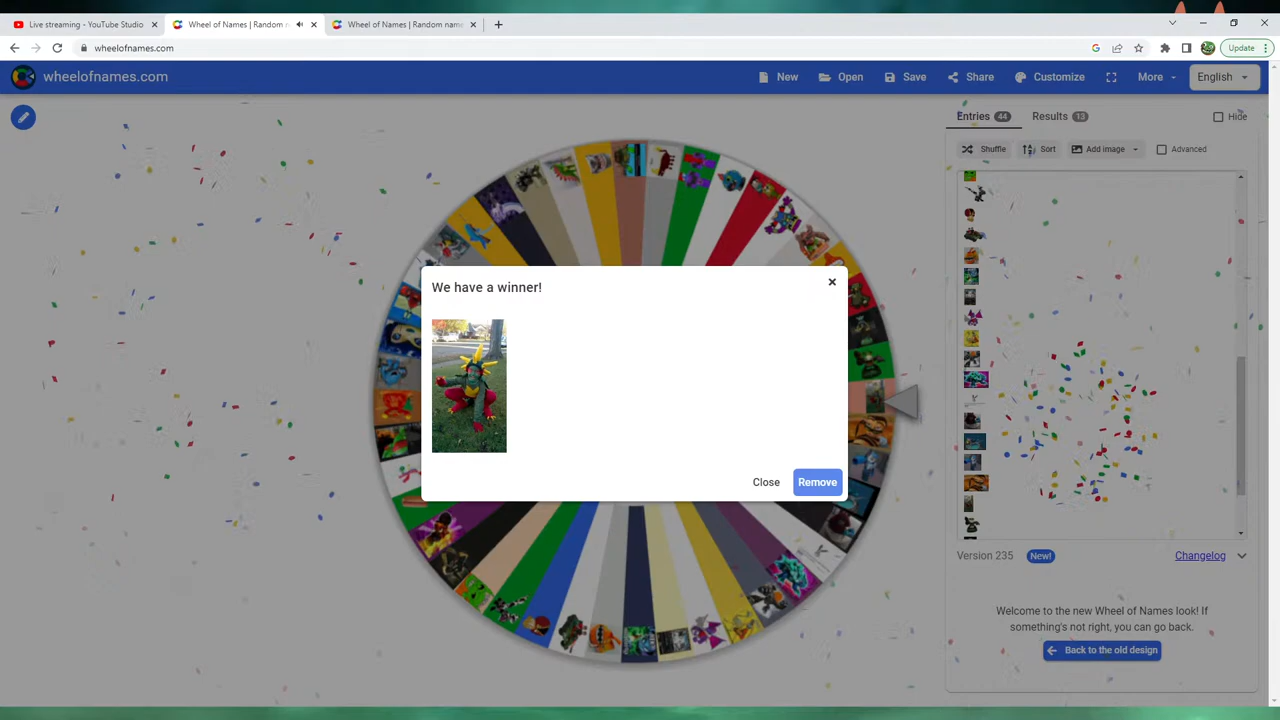 Live streaming - YouTube Studio
Wheel of Names | Random n
Wheel of Names | Random name
wheelofnames.com
Update
wheelofnames.com
New
Open
Save
Share
Customize
More
English
Entries 44
Results 13
Hide
Shuffle
Sort
Add image
Advanced
We have a winner!
Close
Remove
Version 235
New!
Changelog
Welcome to the new Wheel of Names look! If
something's not right, you can go back.
Back to the old design